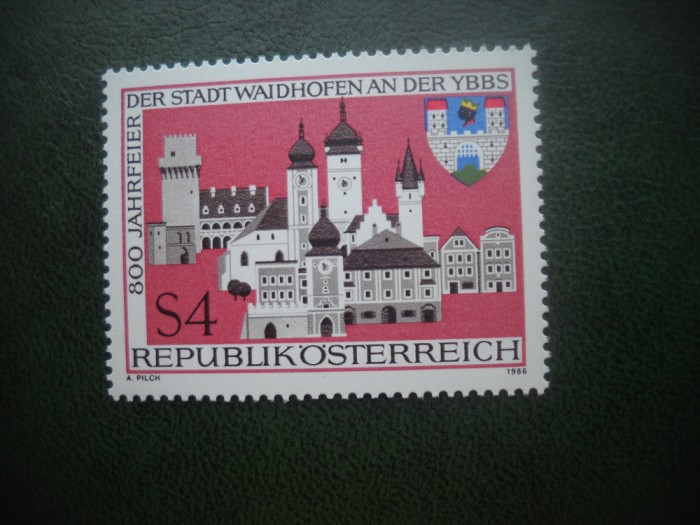 800 JAHRFEIER DER STADT WAIDHOFEN AN DER YBBS
S4
REPUBLIK ÖSTERREICH
A. PILCH
1986